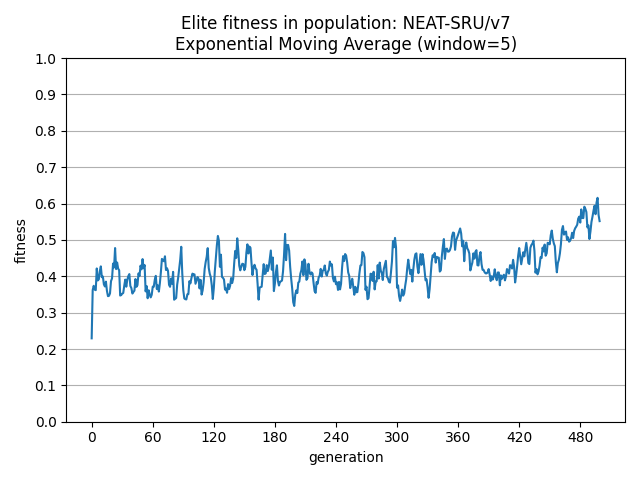 Elite fitness in population: NEAT-SRU/v7
Exponential Moving Average (window=5)
1.0
0.9
0.8
0.7
0.6
0.5
0.4
0.3
0.2
0.1
0.0
fitness
0 60 120 180 240 300 360 420 480
generation